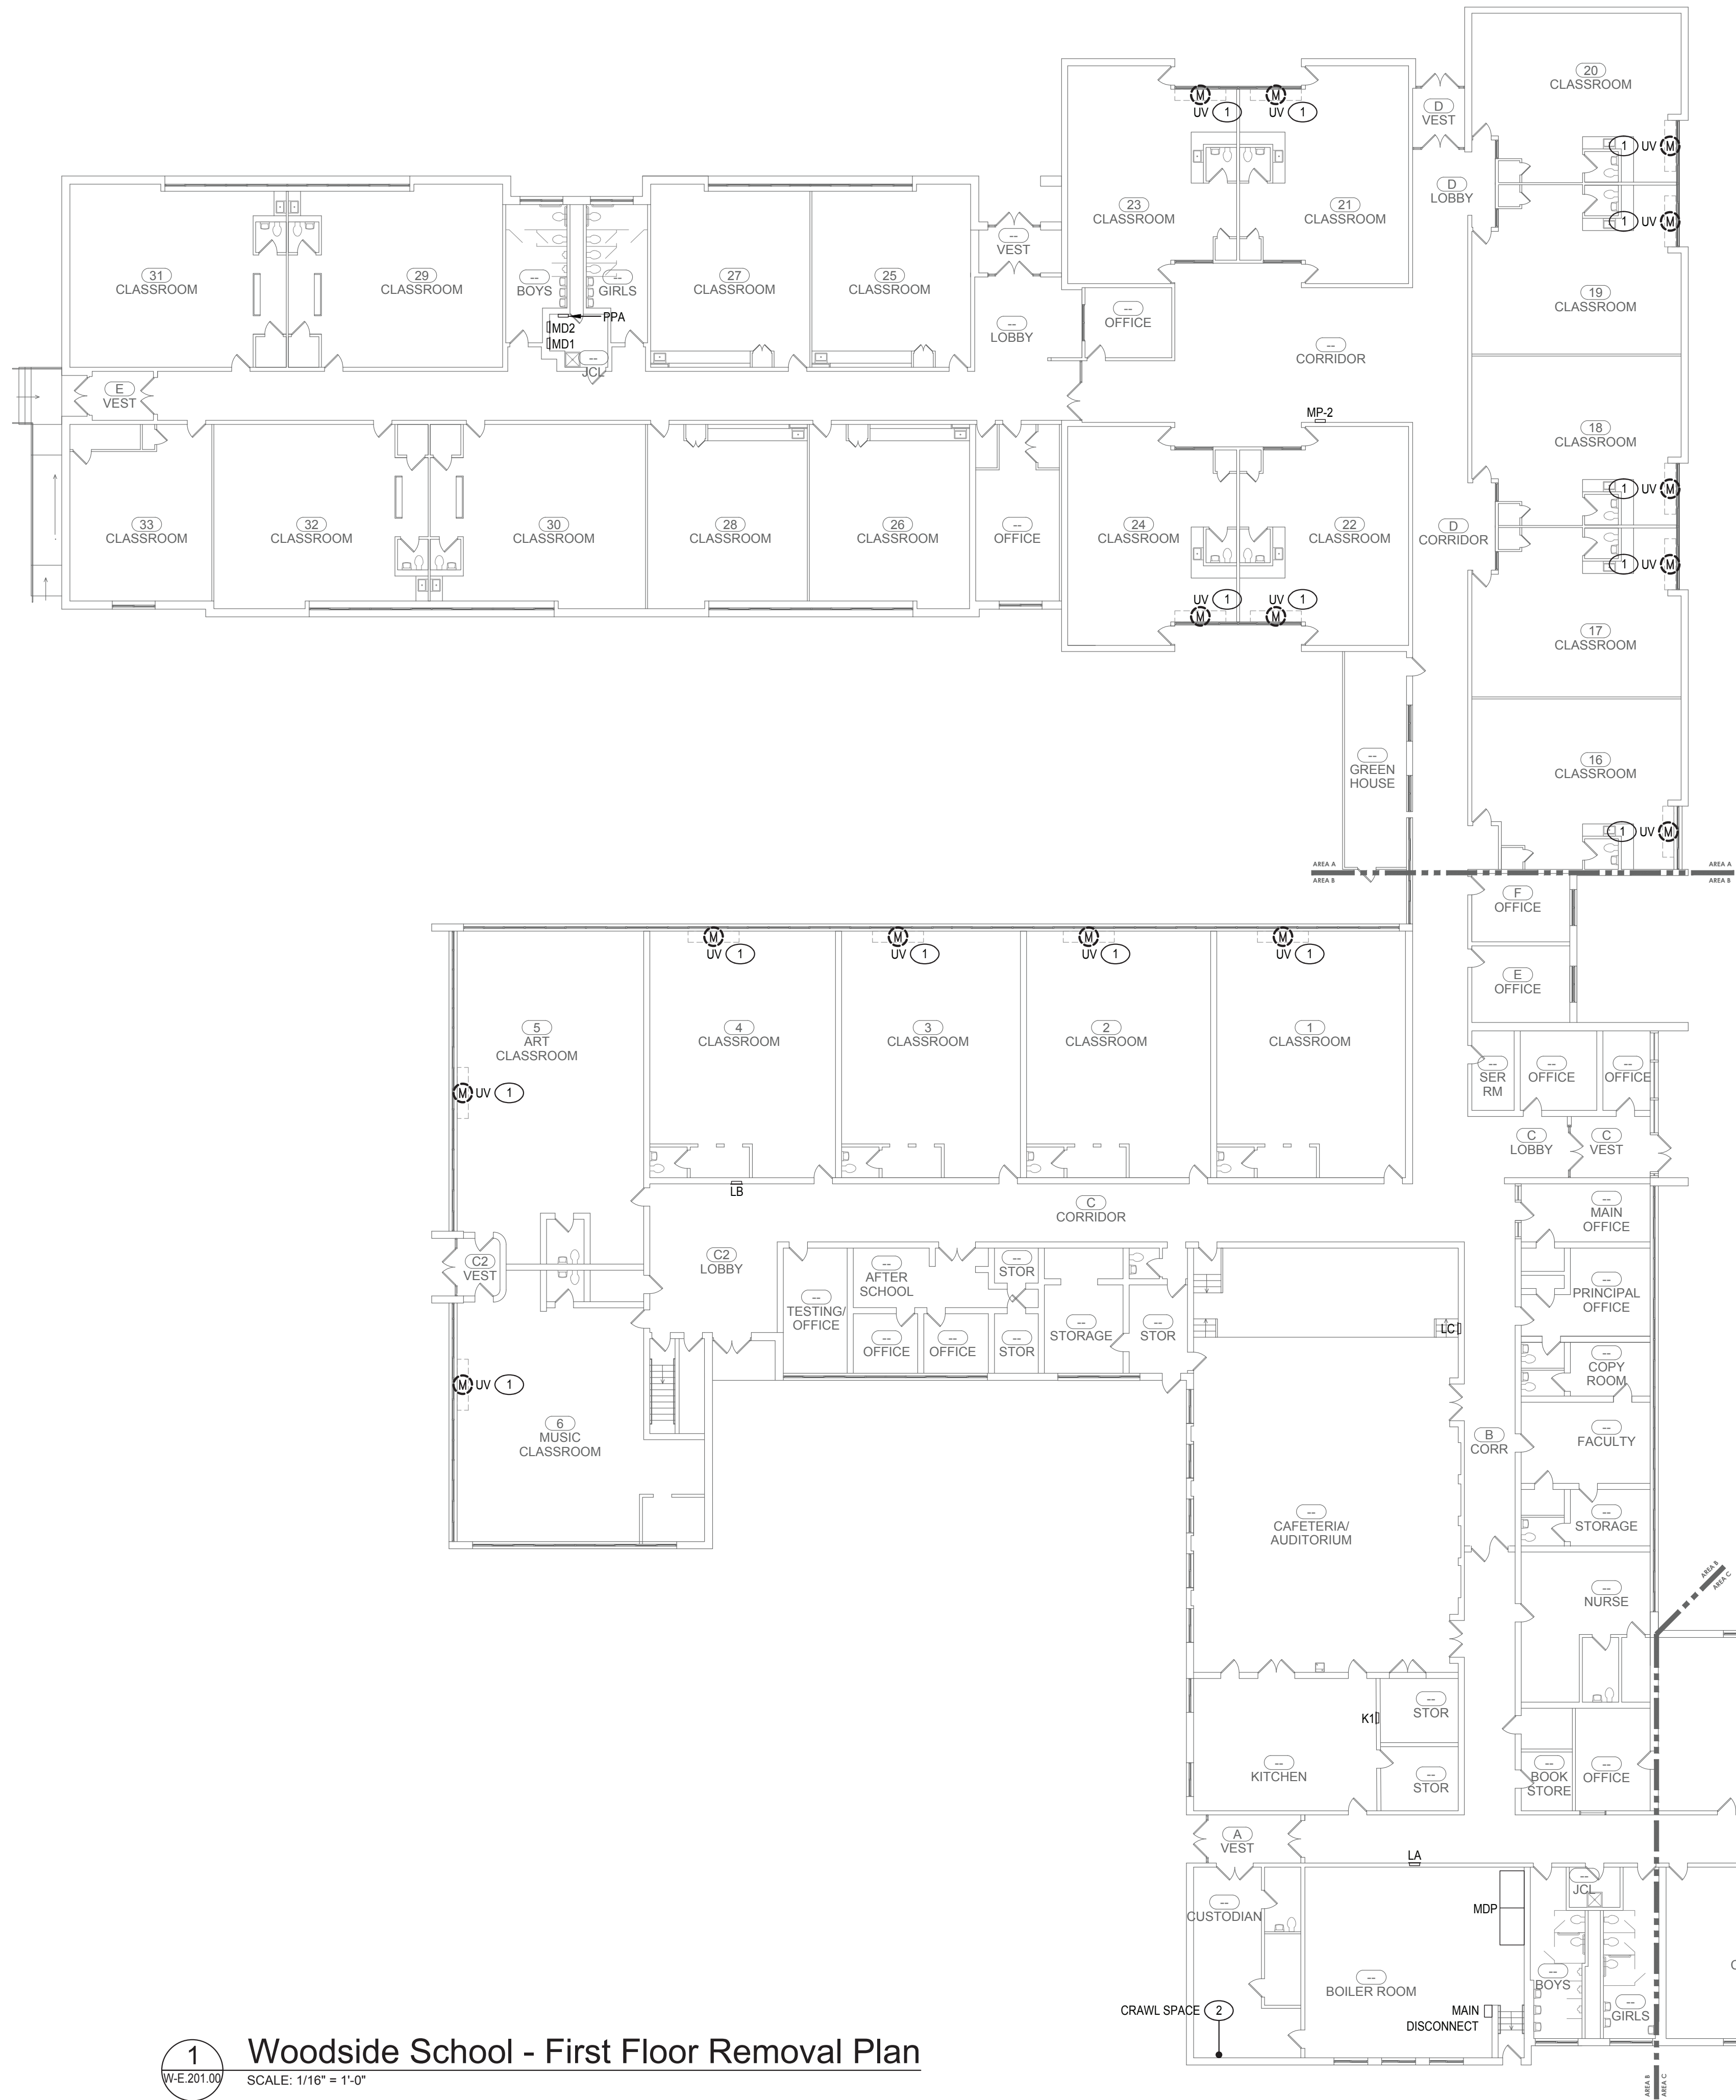 20
CLASSROOM
M
M
UV 1
UV 1
D
VEST
1 UV M
23
CLASSROOM
21
CLASSROOM
D
LOBBY
1 UV M
--
VEST
31
CLASSROOM
29
CLASSROOM
--
BOYS
--
GIRLS
27
CLASSROOM
25
CLASSROOM
19
CLASSROOM
PPA
MD2
MD1
--
JCL
--
LOBBY
--
OFFICE
--
CORRIDOR
E
VEST
MP-2
18
CLASSROOM
1 UV M
33
CLASSROOM
32
CLASSROOM
30
CLASSROOM
28
CLASSROOM
26
CLASSROOM
--
OFFICE
24
CLASSROOM
22
CLASSROOM
D
CORRIDOR
1 UV M
UV 1
UV 1
M
M
17
CLASSROOM
--
GREEN
HOUSE
16
CLASSROOM
1 UV M
AREA A
AREA B
AREA A
AREA B
F
OFFICE
M
M
M
M
UV 1
UV 1
UV 1
UV 1
E
OFFICE
5
ART
CLASSROOM
4
CLASSROOM
3
CLASSROOM
2
CLASSROOM
1
CLASSROOM
--
SER
RM
--
OFFICE
--
OFFICE
M UV 1
C
LOBBY
C
VEST
LB
C
CORRIDOR
--
MAIN
OFFICE
C2
VEST
C2
LOBBY
--
AFTER
SCHOOL
--
STOR
--
TESTING/
OFFICE
--
PRINCIPAL
OFFICE
--
OFFICE
--
OFFICE
--
STOR
--
STORAGE
--
STOR
LC
--
COPY
ROOM
M UV 1
6
MUSIC
CLASSROOM
B
CORR
--
FACULTY
--
CAFETERIA/
AUDITORIUM
--
STORAGE
AREA B
AREA C
--
NURSE
--
STOR
K1
--
KITCHEN
--
STOR
--
BOOK
STORE
--
OFFICE
A
VEST
LA
--
JCL
--
CUSTODIAN
MDP
--
BOILER ROOM
--
BOYS
--
GIRLS
CRAWL SPACE 2
MAIN
DISCONNECT
AREA B
AREA C
1
W-E.201.00
Woodside School - First Floor Removal Plan
SCALE: 1/16" = 1'-0"